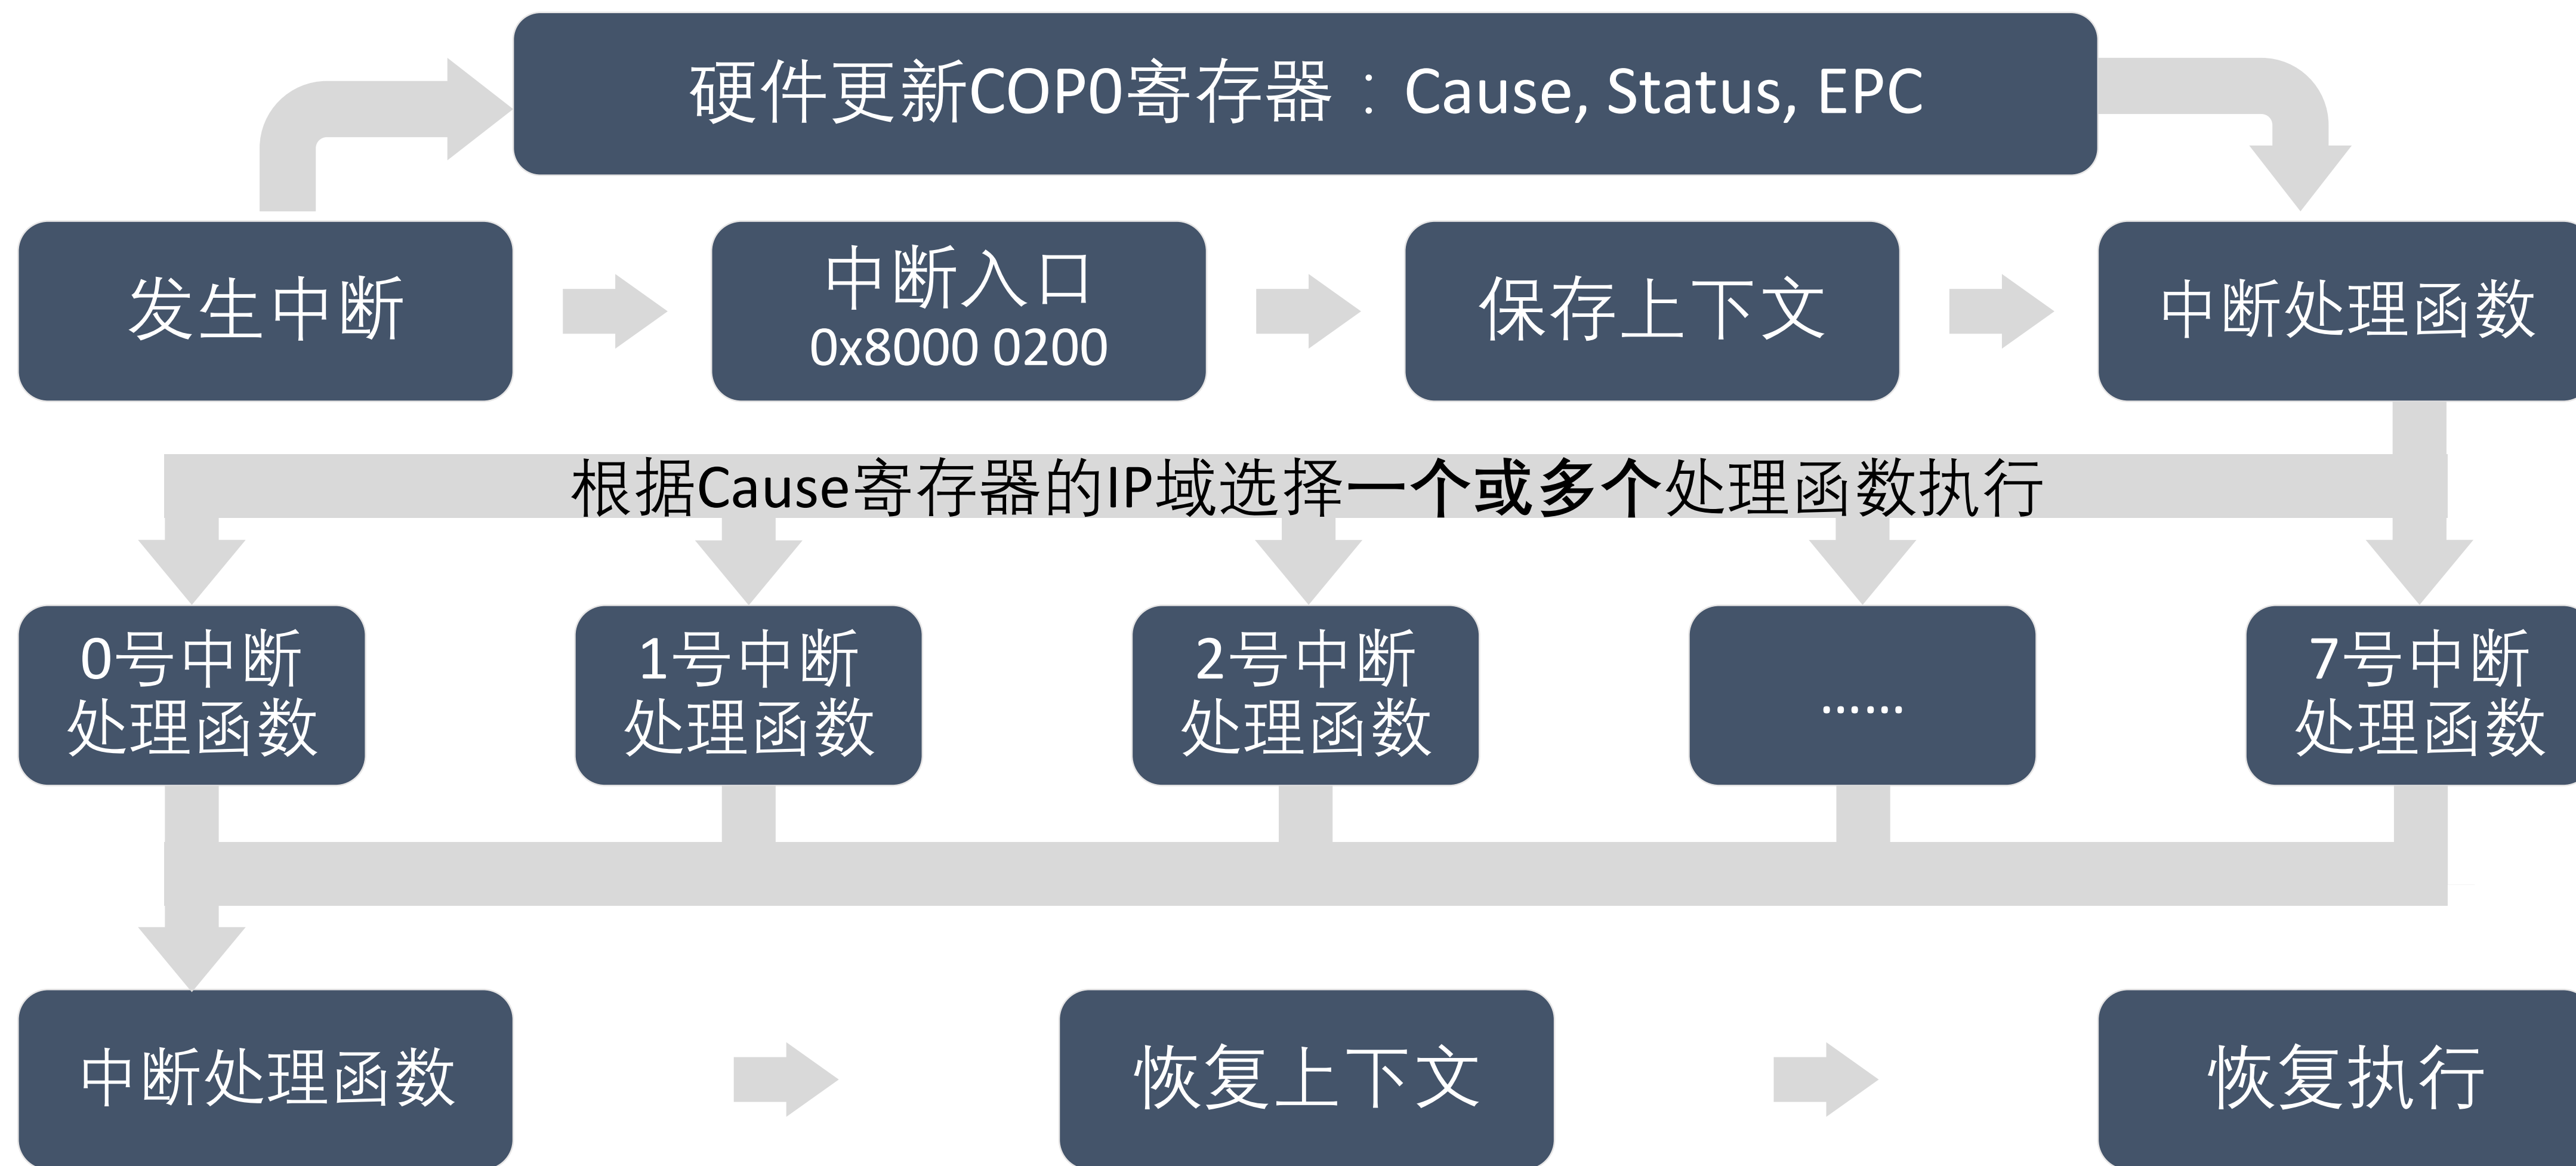 硬件更新COP0寄存器：Cause, Status, EPC
发生中断
中断入口
0x8000 0200
保存上下文
中断处理函数
根据Cause寄存器的IP域选择一个或多个处理函数执行
0号中断
处理函数
1号中断
处理函数
2号中断
处理函数
……
7号中断
处理函数
中断处理函数
恢复上下文
恢复执行